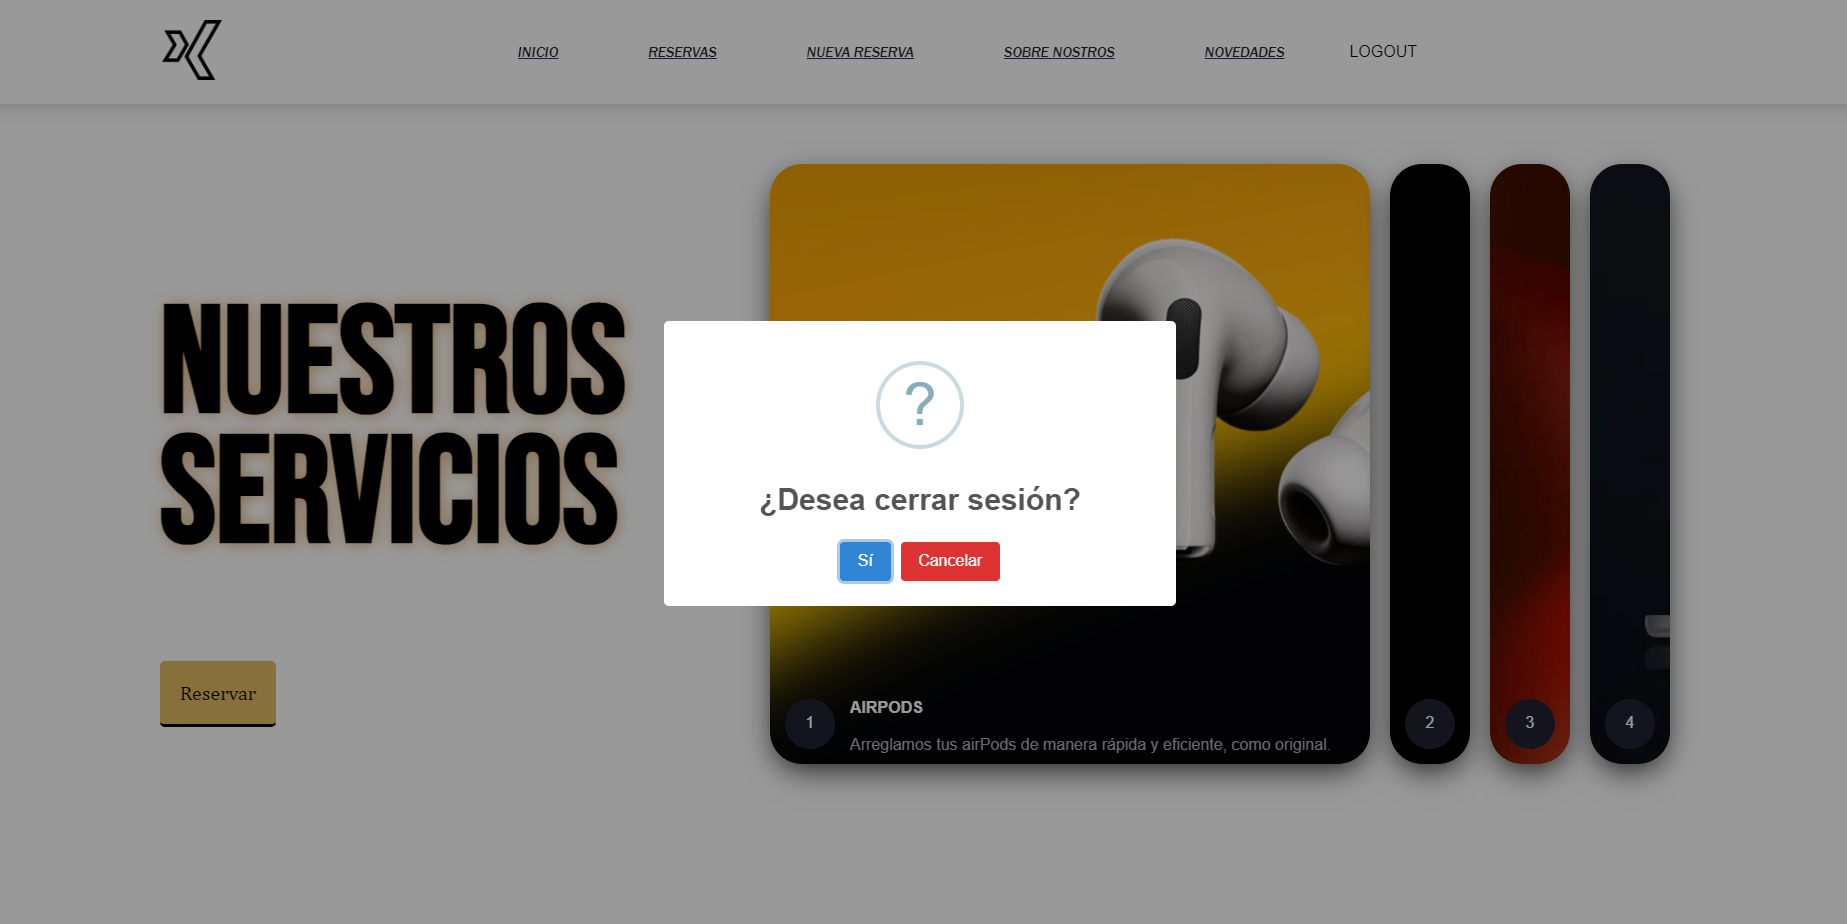 INICIO
RESERVAS
NUEVA RESERVA
SOBRE NOSTROS
NOVEDADES
LOGOUT
NUESTROS
SERVICIOS
Reservar
?
¿Desea cerrar sesión?
Sí
Cancelar
1
AIRPODS
Arreglamos tus airPods de manera rápida y eficiente, como original.
2
3
4